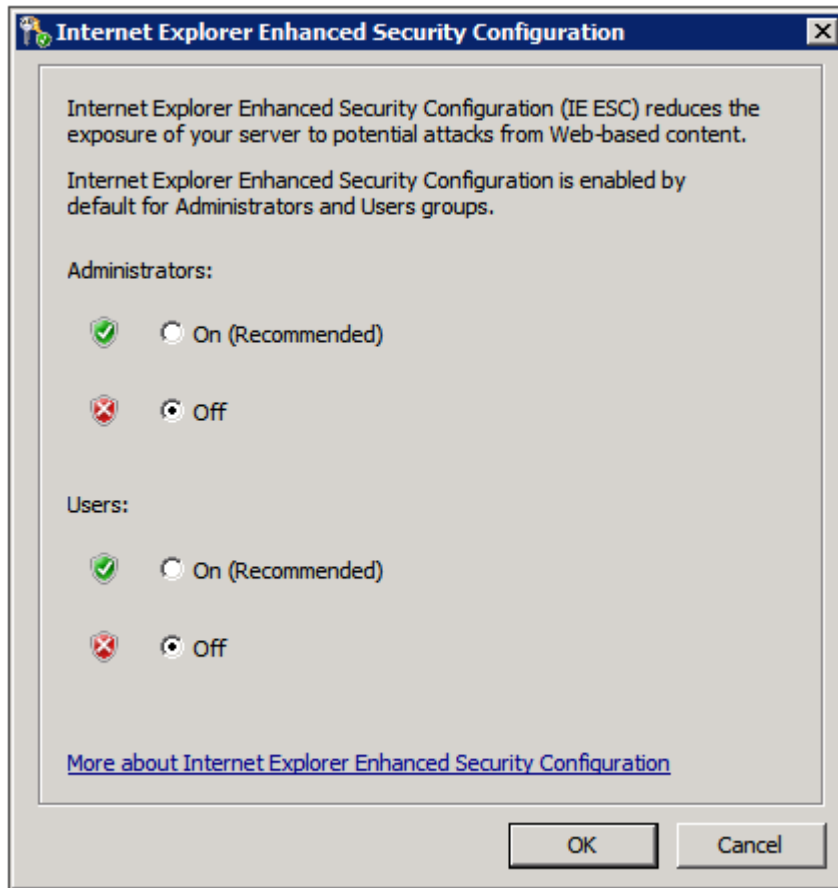 Internet Explorer Enhanced Security Configuration
Internet Explorer Enhanced Security Configuration (IE ESC) reduces the
exposure of your server to potential attacks from Web-based content.
Internet Explorer Enhanced Security Configuration is enabled by
default for Administrators and Users groups.
Administrators:
On (Recommended)
Off
Users:
On (Recommended)
Off
More about Internet Explorer Enhanced Security Configuration
OK Cancel